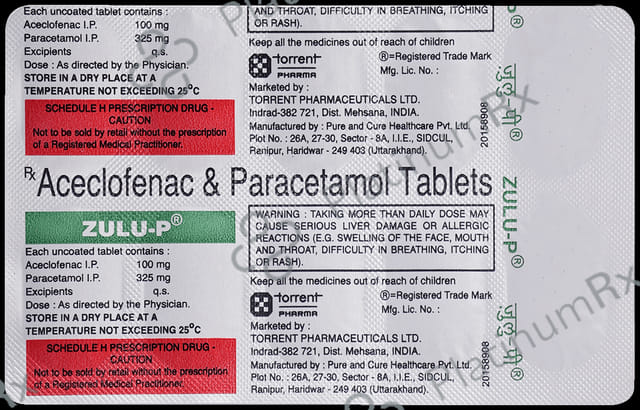 Each uncoated tablet contains :
Aceclofenac I.P. 100 mg
Paracetamol I.P. 325 mg
Excipients q.s.
Dose : As directed by the Physician.
STORE IN A DRY PLACE AT A
TEMPERATURE NOT EXCEEDING 25°C
SCHEDULE H PRESCRIPTION DRUG -
CAUTION
Not to be sold by retail without the prescription
of a Registered Medical Practitioner.
AND THROAT, DIFFICULTY IN BREATHING, ITCHING
OR RASH).
Keep all the medicines out of reach of children
torrent
PHARMA
®=Registered Trade Mark
Mfg. Lic. No. :
Marketed by :
TORRENT PHARMACEUTICALS LTD.
Indrad-382 721, Dist. Mehsana, INDIA.
Manufactured by : Pure and Cure Healthcare Pvt. Ltd.
Plot No. : 26A, 27-30, Sector - 8A, I.I.E., SIDCUL,
Ranipur, Haridwar - 249 403 (Uttarakhand).
20158908
जुलु-पी®
Rx Aceclofenac & Paracetamol Tablets
ZULU-P®
Each uncoated tablet contains :
Aceclofenac I.P. 100 mg
Paracetamol I.P. 325 mg
Excipients q.s.
Dose : As directed by the Physician.
STORE IN A DRY PLACE AT A
TEMPERATURE NOT EXCEEDING 25°C
SCHEDULE H PRESCRIPTION DRUG -
CAUTION
Not to be sold by retail without the prescription
of a Registered Medical Practitioner.
WARNING : TAKING MORE THAN DAILY DOSE MAY
CAUSE SERIOUS LIVER DAMAGE OR ALLERGIC
REACTIONS (E.G. SWELLING OF THE FACE, MOUTH
AND THROAT, DIFFICULTY IN BREATHING, ITCHING
OR RASH).
Keep all the medicines out of reach of children
torrent
PHARMA
®=Registered Trade Mark
Mfg. Lic. No. :
Marketed by :
TORRENT PHARMACEUTICALS LTD.
Indrad-382 721, Dist. Mehsana, INDIA.
Manufactured by : Pure and Cure Healthcare Pvt. Ltd.
Plot No. : 26A, 27-30, Sector - 8A, I.I.E., SIDCUL,
Ranipur, Haridwar - 249 403 (Uttarakhand).
20158908
ZULU-P®
जुलु-पी®
PlatinumRx
PlatinumRx